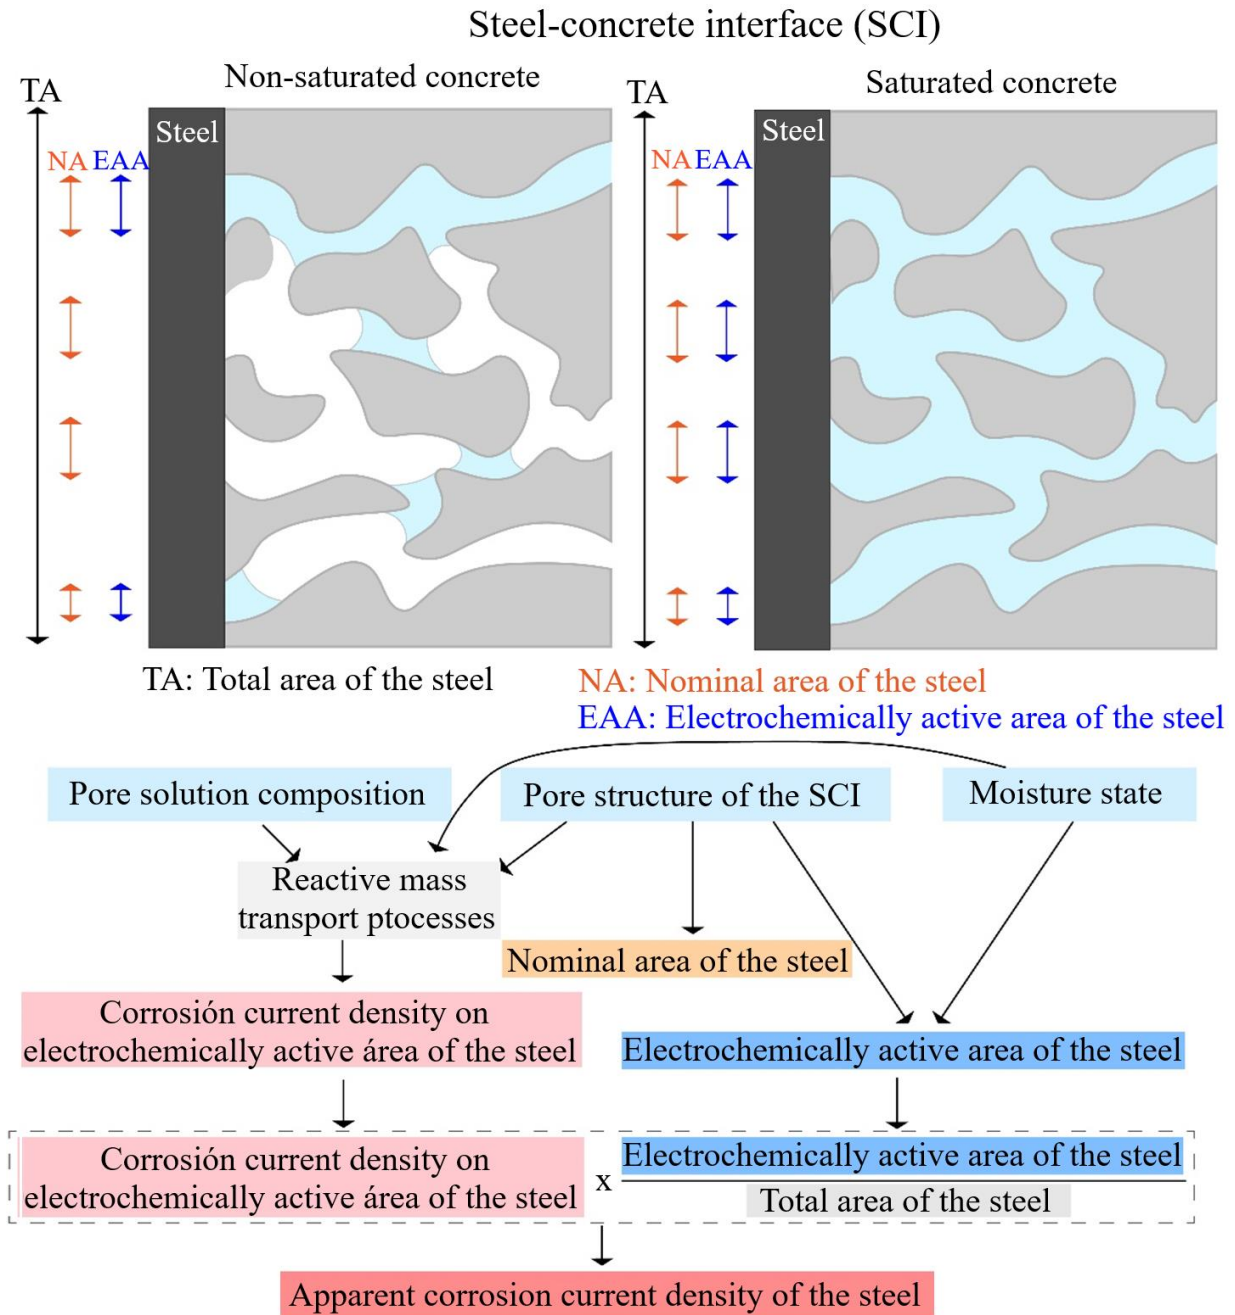 Steel-concrete interface (SCI)
Non-saturated concrete
Saturated concrete
TA
TA
Steel
Steel
NA EAA
NA EAA
TA: Total area of the steel
NA: Nominal area of the steel
EAA: Electrochemically active area of the steel
Pore solution composition
Pore structure of the SCI
Moisture state
Reactive mass
transport ptocesses
Nominal area of the steel
Corrosión current density on
electrochemically active área of the steel
Electrochemically active area of the steel
Corrosión current density on
electrochemically active área of the steel
x
Electrochemically active area of the steel
Total area of the steel
Apparent corrosion current density of the steel